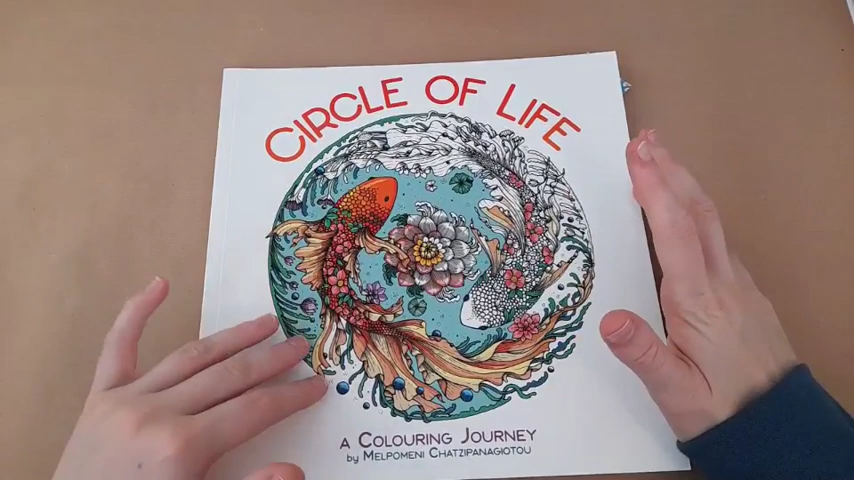 CIRCLE OF LIFE
A COLOURING JOURNEY
by MELPOMENI CHATZIPANAGIOTOU